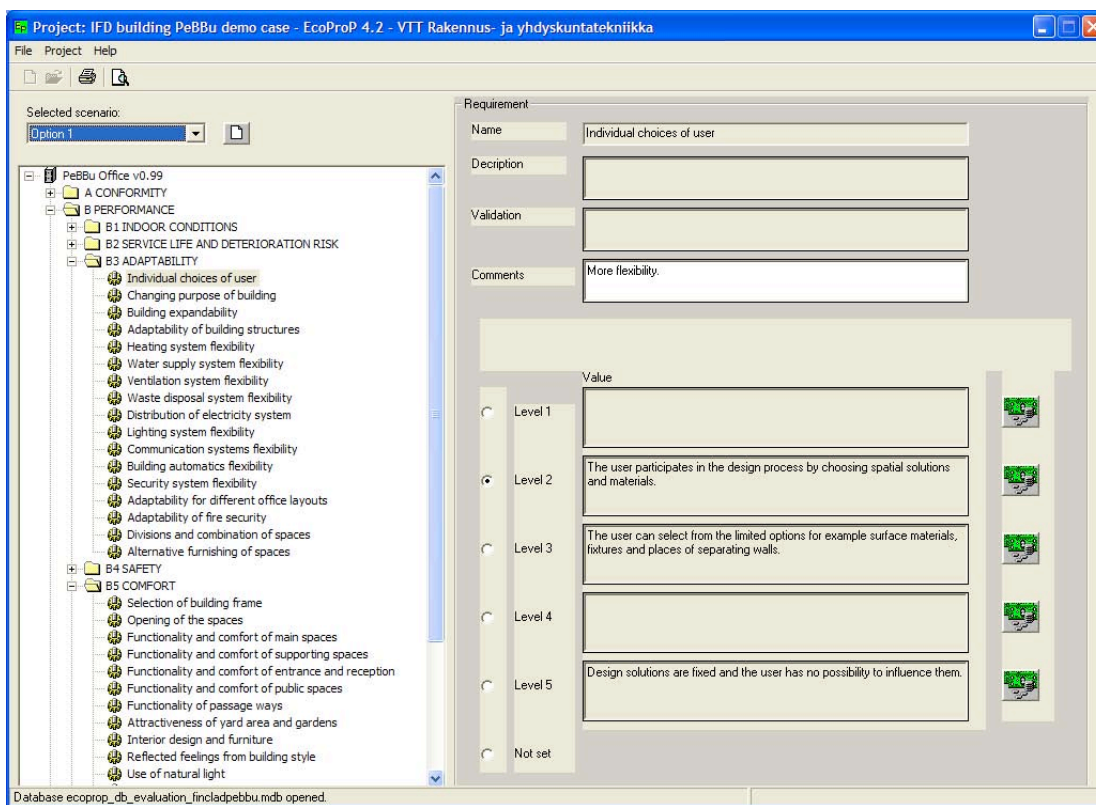 Project: IFD building PeBBu demo case - EcoProP 4.2 - VTT Rakennus- ja yhdyskuntatekniikka
File Project Help
Selected scenario:
Option 1
PeBBu Office v0.99
A CONFORMITY
B PERFORMANCE
B1 INDOOR CONDITIONS
B2 SERVICE LIFE AND DETERIORATION RISK
B3 ADAPTABILITY
Individual choices of user
Changing purpose of building
Building expandability
Adaptability of building structures
Heating system flexibility
Water supply system flexibility
Ventilation system flexibility
Waste disposal system flexibility
Distribution of electricity system
Lighting system flexibility
Communication systems flexibility
Building automatics flexibility
Security system flexibility
Adaptability for different office layouts
Adaptability of fire security
Divisions and combination of spaces
Alternative furnishing of spaces
B4 SAFETY
B5 COMFORT
Selection of building frame
Opening of the spaces
Functionality and comfort of main spaces
Functionality and comfort of supporting spaces
Functionality and comfort of entrance and reception
Functionality and comfort of public spaces
Functionality of passage ways
Attractiveness of yard area and gardens
Interior design and furniture
Reflected feelings from building style
Use of natural light
Requirement
Name
Individual choices of user
Decription
Validation
Comments
More flexibility.
Value
Level 1
Level 2
The user participates in the design process by choosing spatial solutions
and materials.
Level 3
The user can select from the limited options for example surface materials,
fixtures and places of separating walls.
Level 4
Level 5
Design solutions are fixed and the user has no possibility to influence them.
Not set
Database ecoprop_db_evaluation_fincladpebbu.mdb opened.